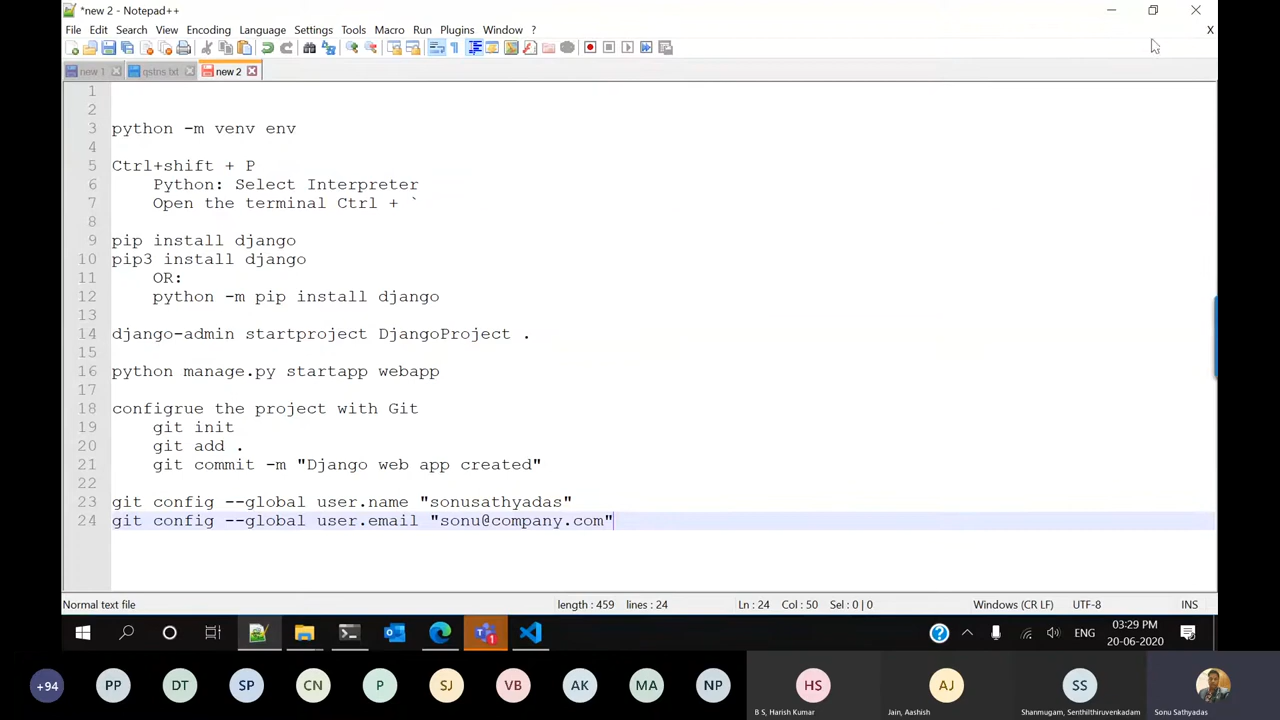 *new 2 - Notepad++
File Edit Search View Encoding Language Settings Tools Macro Run Plugins Window ? X
new 1 qstns txt new 2
1
2
3 python -m venv env
4
5 Ctrl+shift + P
6 Python: Select Interpreter
7 Open the terminal Ctrl + `
8
9 pip install django
10 pip3 install django
11 OR:
12 python -m pip install django
13
14 django-admin startproject DjangoProject .
15
16 python manage.py startapp webapp
17
18 configrue the project with Git
19 git init
20 git add .
21 git commit -m "Django web app created"
22
23 git config --global user.name "sonusathyadas"
24 git config --global user.email "sonu@company.com"
Normal text file length : 459 lines : 24 Ln : 24 Col : 50 Sel : 0 | 0 Windows (CR LF) UTF-8 INS
1 ? ENG 03:29 PM
20-06-2020
+94 PP DT SP CN P SJ VB AK MA NP HS AJ SS
B S, Harish Kumar Jain, Aashish Shanmugam, Senthilthiruvenkadam Sonu Sathyadas